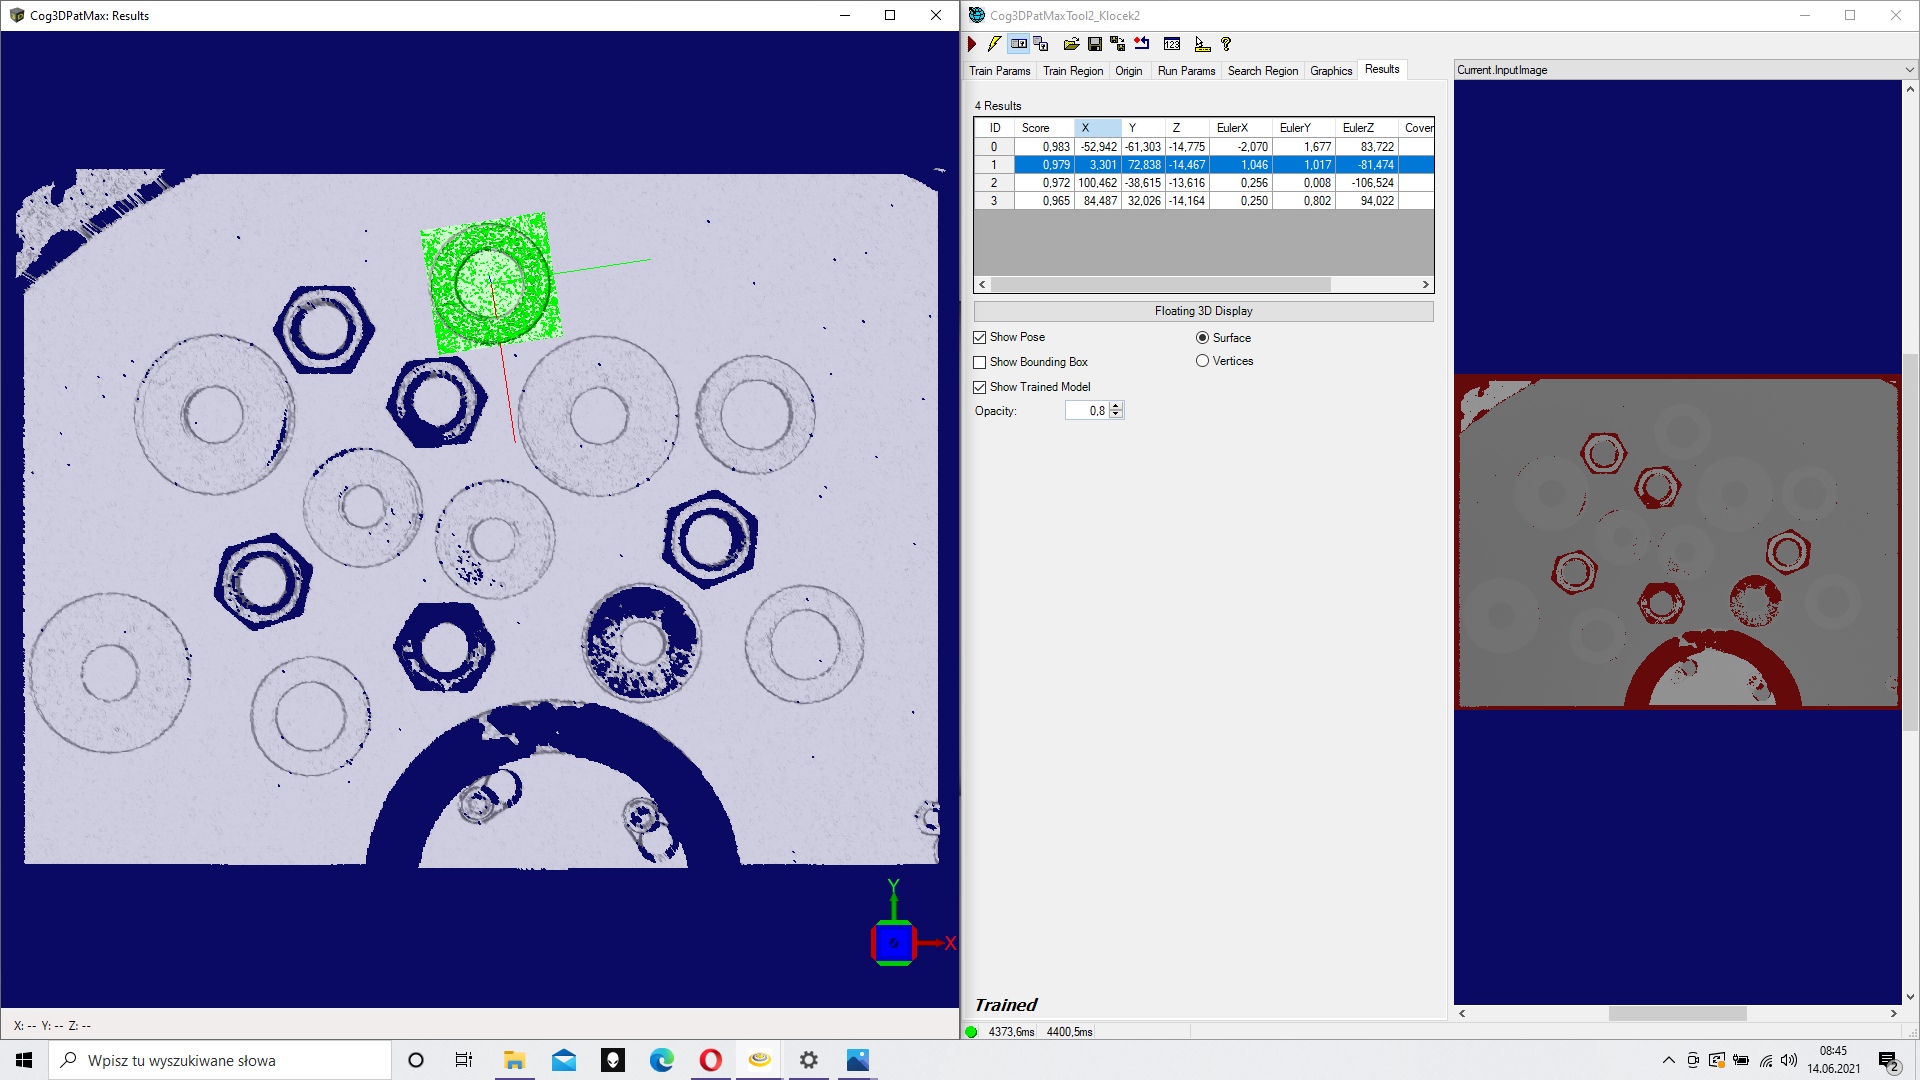 Cog3DPatMax: Results
Cog3DPatMaxTool2_Klocek2
Train Params Train Region Origin Run Params Search Region Graphics Results
Current.InputImage
4 Results
ID Score X Y Z EulerX EulerY EulerZ Cover
0 0,983 -52,942 -61,303 -14,775 -2,070 1,677 83,722
1 0,979 3,301 72,838 -14,467 1,046 1,017 -81,474
2 0,972 100,462 -38,615 -13,616 0,256 0,008 -106,524
3 0,965 84,487 32,026 -14,164 0,250 0,802 94,022
Floating 3D Display
Show Pose Surface
Show Bounding Box Vertices
Show Trained Model
Opacity: 0,8
Y
X
Trained
X: -- Y: -- Z: --
4373,6ms 4400,5ms
Wpisz tu wyszukiwane słowa
08:45
14.06.2021
2
123